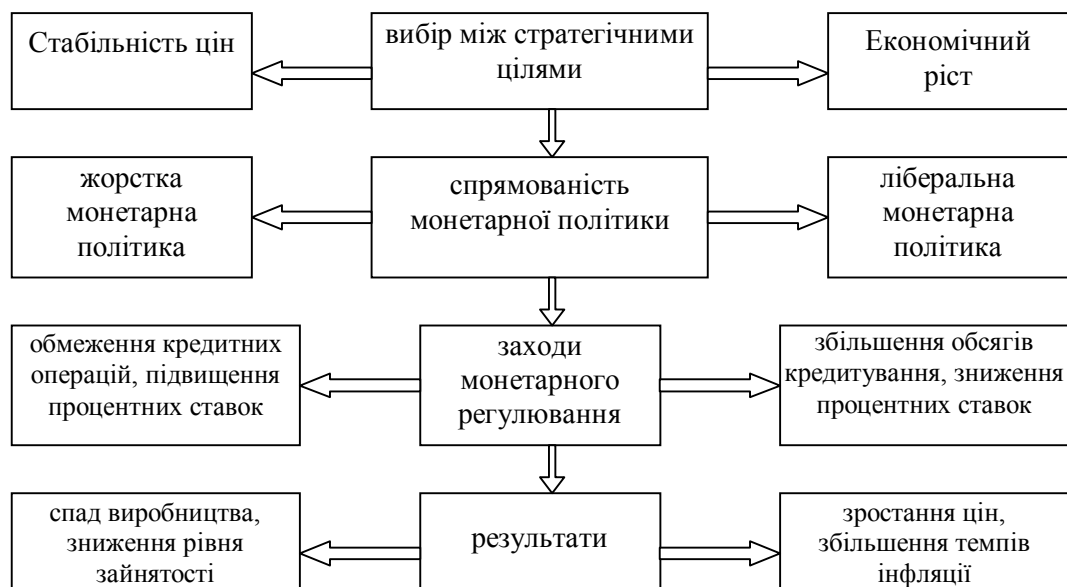 Стабільність цін
вибір між стратегічними
цілями
Економічний
ріст
жорстка
монетарна
політика
спрямованість
монетарної політики
ліберальна
монетарна
політика
обмеження кредитних
операцій, підвищення
процентних ставок
заходи
монетарного
регулювання
збільшення обсягів
кредитування, зниження
процентних ставок
спад виробництва,
зниження рівня
зайнятості
результати
зростання цін,
збільшення темпів
інфляції